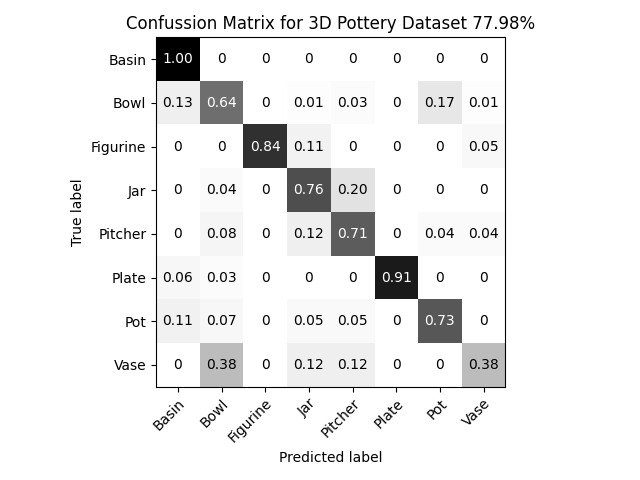 Confussion Matrix for 3D Pottery Dataset 77.98%
Basin 1.00 0 0 0 0 0 0 0
Bowl 0.13 0.64 0 0.01 0.03 0 0.17 0.01
Figurine 0 0 0.84 0.11 0 0 0 0.05
Jar 0 0.04 0 0.76 0.20 0 0 0
Pitcher 0 0.08 0 0.12 0.71 0 0.04 0.04
Plate 0.06 0.03 0 0 0 0.91 0 0
Pot 0.11 0.07 0 0.05 0.05 0 0.73 0
Vase 0 0.38 0 0.12 0.12 0 0 0.38
True label
Basin Bowl Figurine Jar Pitcher Plate Pot Vase
Predicted label